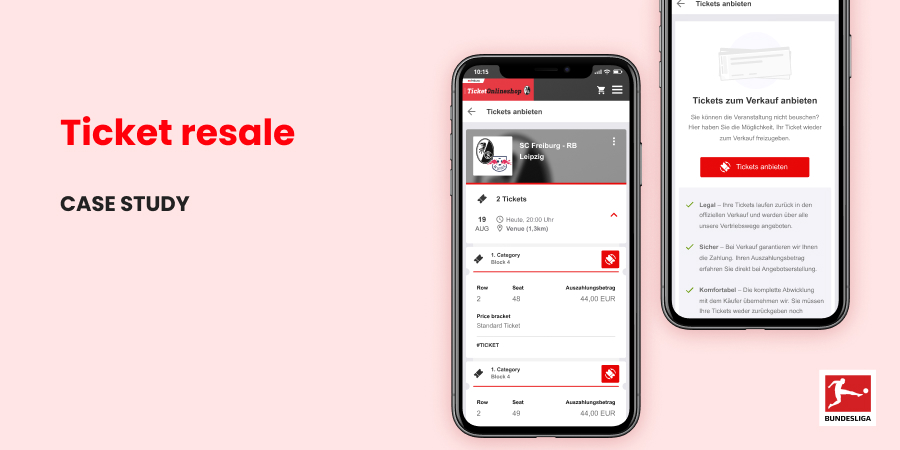 Ticket resale
CASE STUDY
10:15
TicketOnlineshop
Tickets anbieten
SC Freiburg - RB
Leipzig
2 Tickets
19
AUG
Heute, 20:00 Uhr
Venue (1,3km)
1. Category
Block 4
Row Seat Auszahlungsbetrag
2 48 44,00 EUR
Price bracket
Standard Ticket
#TICKET
1. Category
Block 4
Row Seat Auszahlungsbetrag
2 49 44,00 EUR
Tickets anbieten
Tickets zum Verkauf anbieten
Sie können die Veranstaltung nicht beuschen?
Hier haben Sie die Möglichkeit, Ihr Ticket wieder
zum Verkauf freizugeben.
Tickets anbieten
Legal – Ihre Tickets laufen zurück in den
offiziellen Verkauf und werden über alle
unsere Vertriebswege angeboten.
Sicher – Bei Verkauf garantieren wir Ihnen
die Zahlung. Ihren Auszahlungsbetrag
erfahren Sie direkt bei Angebotserstellung.
Komfortabel – Die komplette Abwicklung
mit dem Käufer übernehmen wir. Sie müssen
Ihre Tickets weder zurückgeben noch
BUNDESLIGA